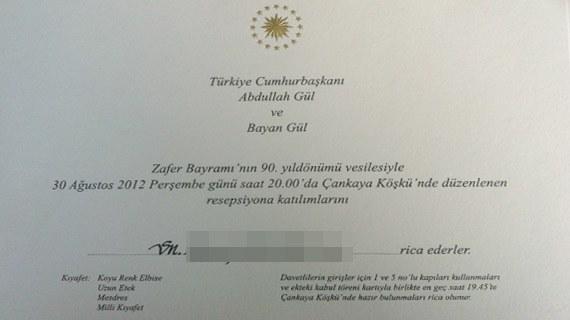 Türkiye Cumhurbaşkanı
Abdullah Gül
ve
Bayan Gül
Zafer Bayramı'nın 90. yıldönümü vesilesiyle
30 Ağustos 2012 Perşembe günü saat 20.00'da Çankaya Köşkü'nde düzenlenen
resepsiyona katılımlarını
Sn. rica ederler.
Kıyafet: Koyu Renk Elbise
Uzun Etek
Mezdres
Milli Kıyafet
Davetlilerin girişler için 1 ve 5 no'lu kapıları kullanmaları
ve ekteki kabul töreni kartıyla birlikte en geç saat 19.45'te
Çankaya Köşkü'nde hazır bulunmaları rica olunur.